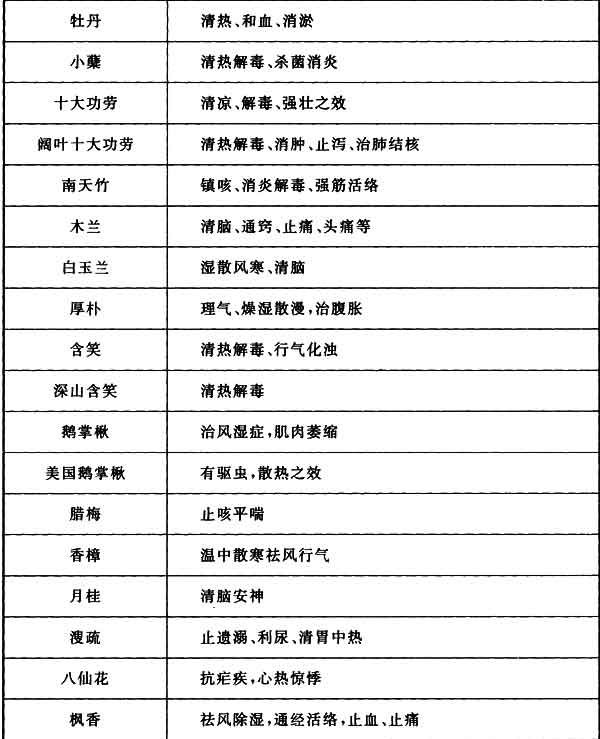 牡丹 清热、和血、消淤
小蘖 清热解毒、杀菌消炎
十大功劳 清凉、解毒、强壮之效
阔叶十大功劳 清热解毒、消肿、止泻、治肺结核
南天竹 镇咳、消炎解毒、强筋活络
木兰 清脑、通窍、止痛、头痛等
白玉兰 湿散风寒、清脑
厚朴 理气、燥湿散漫,治腹胀
含笑 清热解毒、行气化浊
深山含笑 清热解毒
鹅掌楸 治风湿症,肌肉萎缩
美国鹅掌楸 有驱虫,散热之效
腊梅 止咳平喘
香樟 温中散寒祛风行气
月桂 清脑安神
溲疏 止遗溺、利尿、清胃中热
八仙花 抗疟疾,心热惊悸
枫香 祛风除湿,通经活络,止血、止痛